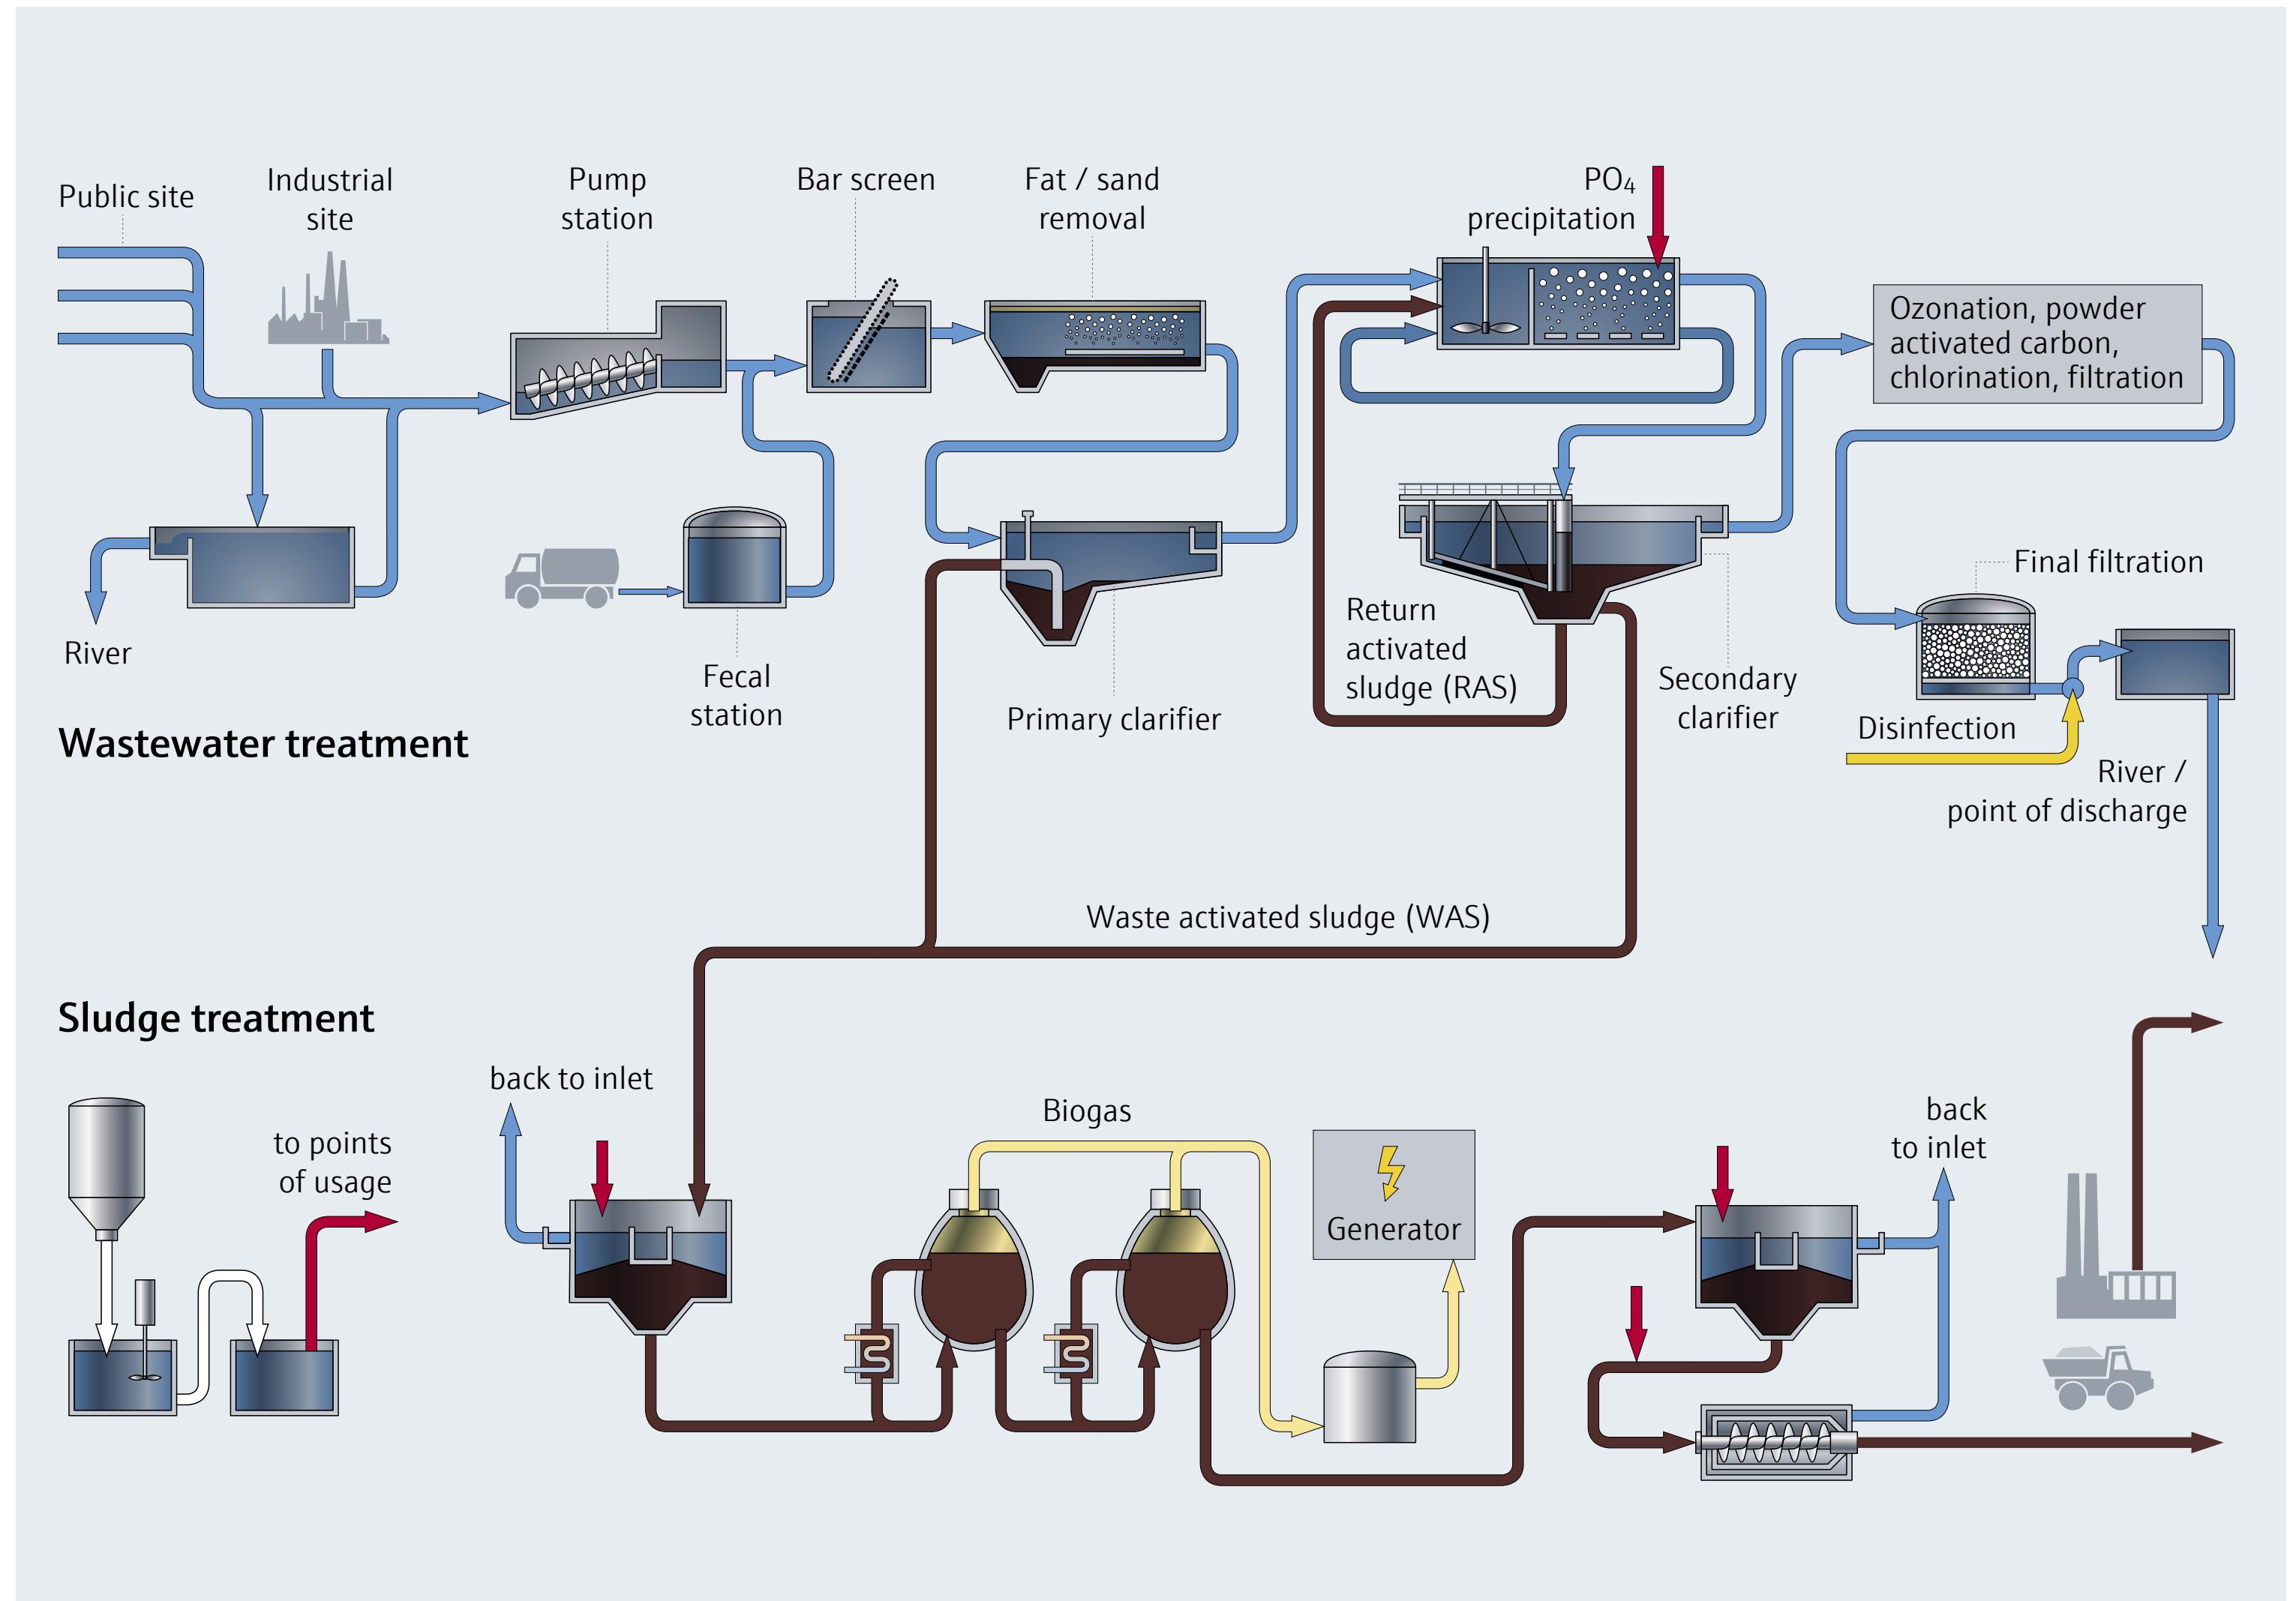 Public site
Industrial
site
Pump
station
Bar screen
Fat / sand
removal
PO₄
precipitation
Ozonation, powder
activated carbon,
chlorination, filtration
River
Fecal
station
Primary clarifier
Return
activated
sludge (RAS)
Secondary
clarifier
Final filtration
Disinfection
River /
point of discharge
Wastewater treatment
Waste activated sludge (WAS)
Sludge treatment
to points
of usage
back to inlet
Biogas
Generator
back
to inlet